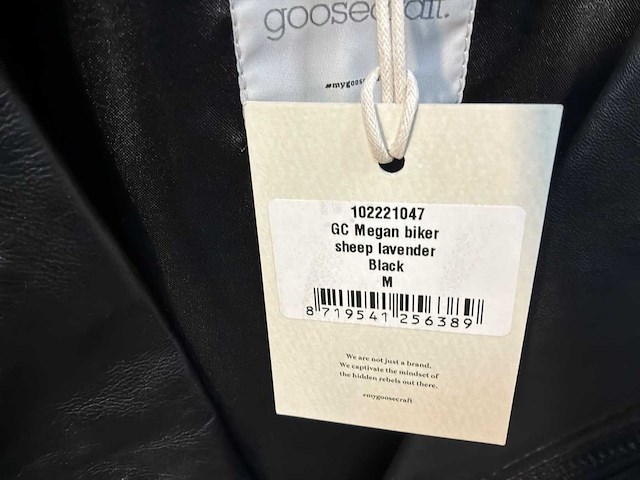 goosecraft.
#mygoosec
102221047
GC Megan biker
sheep lavender
Black
M
8 719541 256389
We are not just a brand.
We captivate the mindset of
the hidden rebels out there.
#mygoosecraft